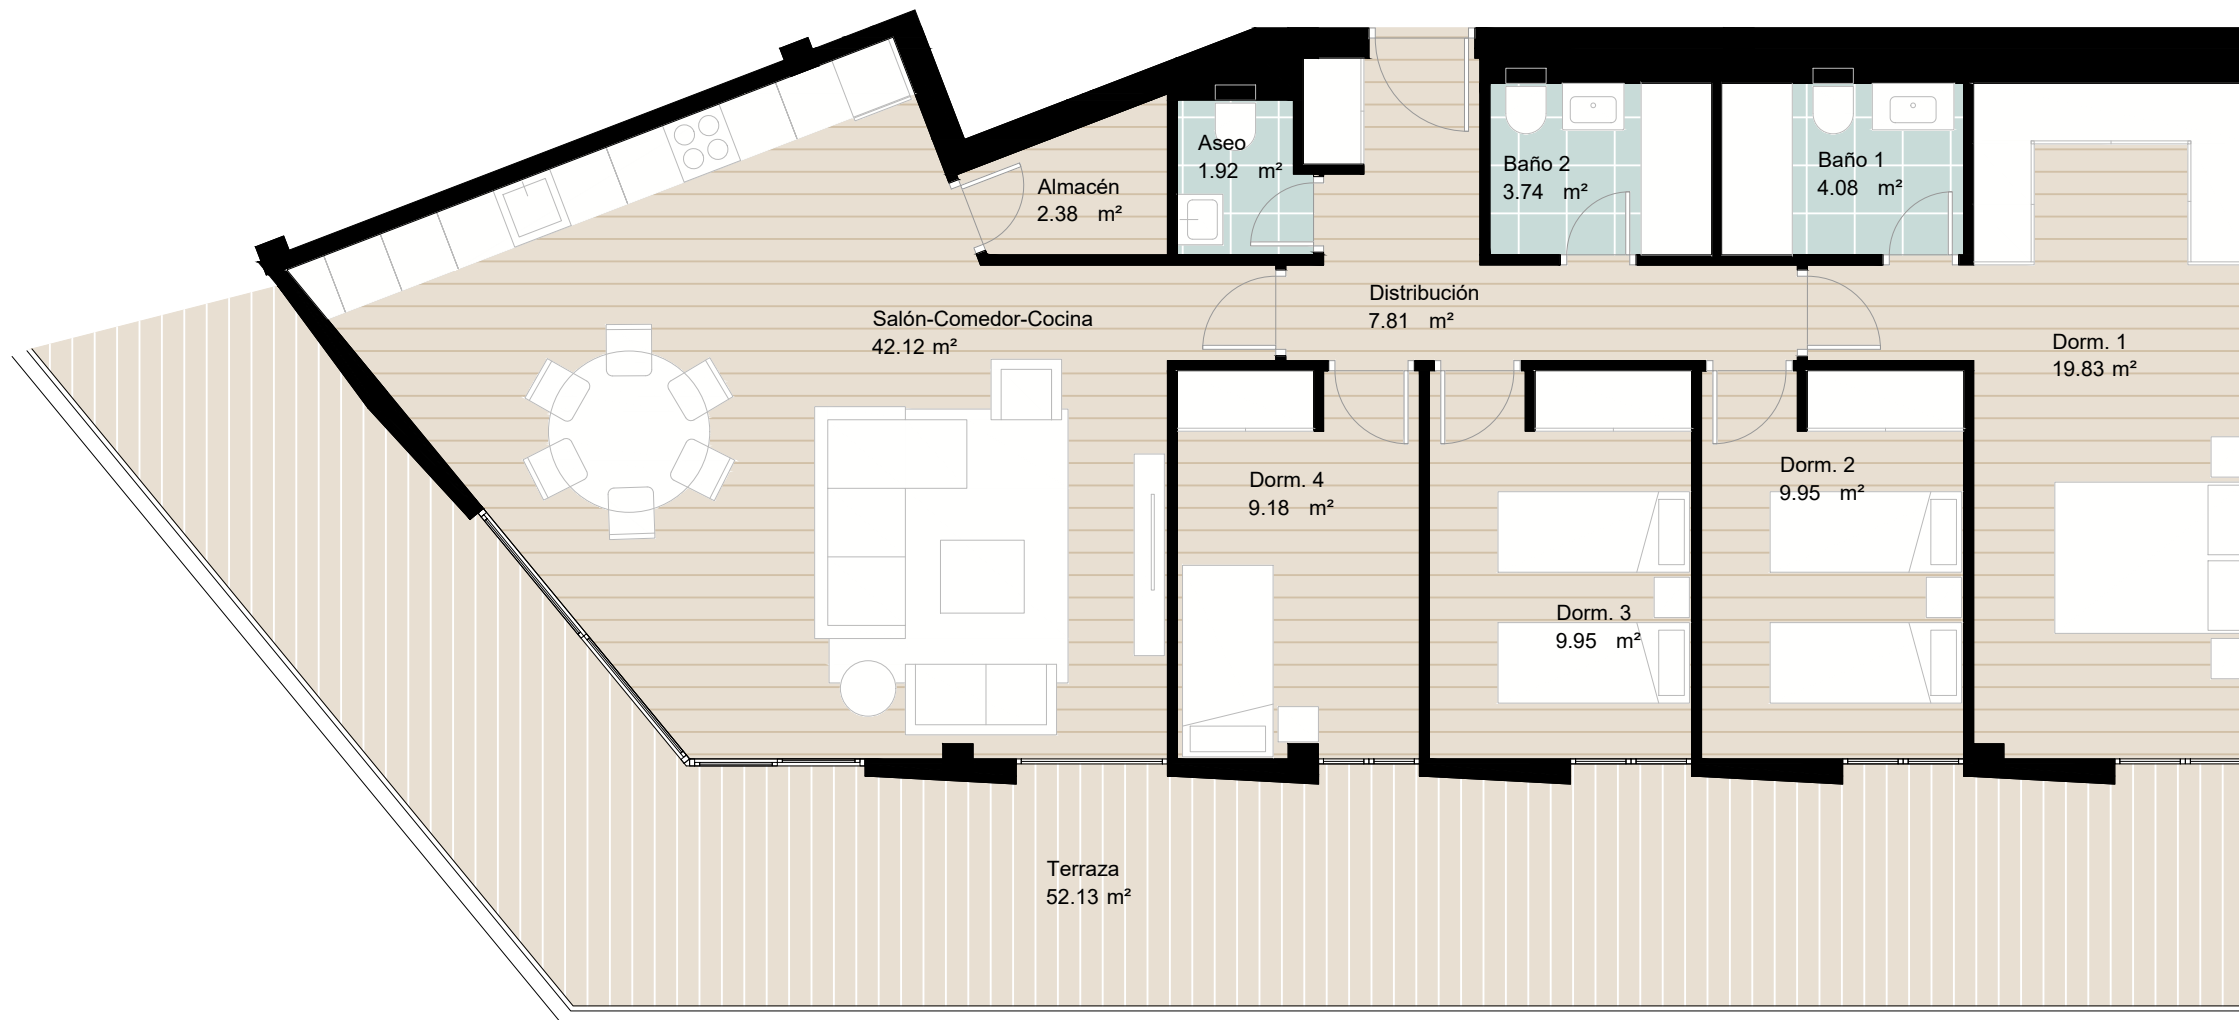 Aseo
1.92 m²
Baño 2
3.74 m²
Baño 1
4.08 m²
Almacén
2.38 m²
Distribución
7.81 m²
Salón-Comedor-Cocina
42.12 m²
Dorm. 1
19.83 m²
Dorm. 4
9.18 m²
Dorm. 2
9.95 m²
Dorm. 3
9.95 m²
Terraza
52.13 m²